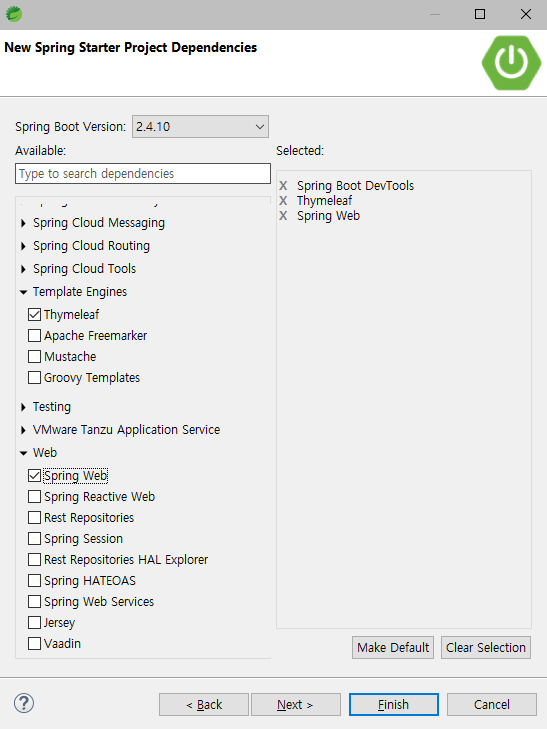 New Spring Starter Project Dependencies
Spring Boot Version: 2.4.10
Available:
Type to search dependencies
Spring Cloud Messaging
Spring Cloud Routing
Spring Cloud Tools
Template Engines
Thymeleaf
Apache Freemarker
Mustache
Groovy Templates
Testing
VMware Tanzu Application Service
Web
Spring Web
Spring Reactive Web
Rest Repositories
Spring Session
Rest Repositories HAL Explorer
Spring HATEOAS
Spring Web Services
Jersey
Vaadin
Selected:
X Spring Boot DevTools
X Thymeleaf
X Spring Web
Make Default
Clear Selection
?
< Back
Next >
Finish
Cancel